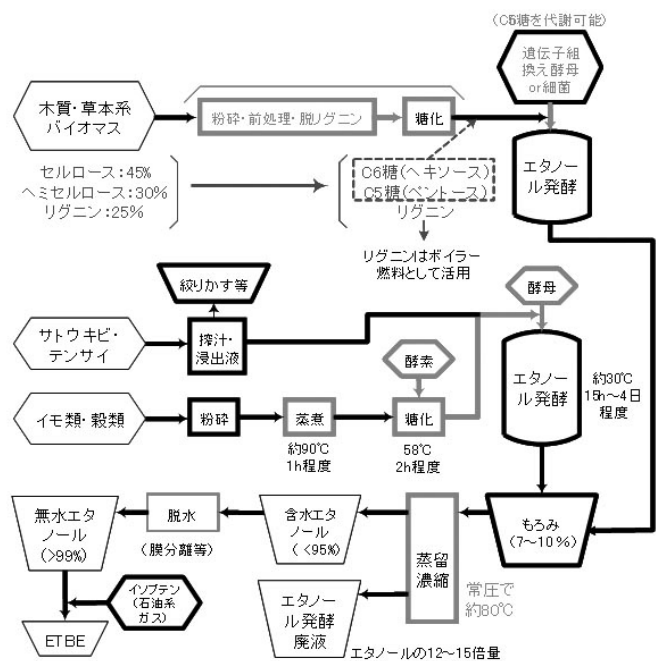 (C5糖を代謝可能)
遺伝子組
換え酵母
or細菌
木質・草本系
バイオマス
粉砕・前処理・脱リグニン
糖化
エタノ
ール発酵
セルロース:45%
ヘミセルロース:30%
リグニン:25%
C6糖(ヘキソース)
C5糖(ペントース)
リグニン
リグニンはボイラー
燃料として活用
絞りかす等
酵母
サトウキビ・
テンサイ
搾汁・
浸出液
酵素
エタノ
ール発酵
約30℃
15h～4日
程度
イモ類・穀類
粉砕
蒸煮
糖化
約90℃
1h程度
58℃
2h程度
無水エタ
ノール
(>99%)
脱水
(膜分離等)
含水エタ
ノール
(<95%)
蒸留
濃縮
もろみ
(7～10%)
常圧で
約80℃
イソブテン
(石油系
ガス)
ETBE
エタノ
ール発酵
廃液
エタノールの12～15倍量